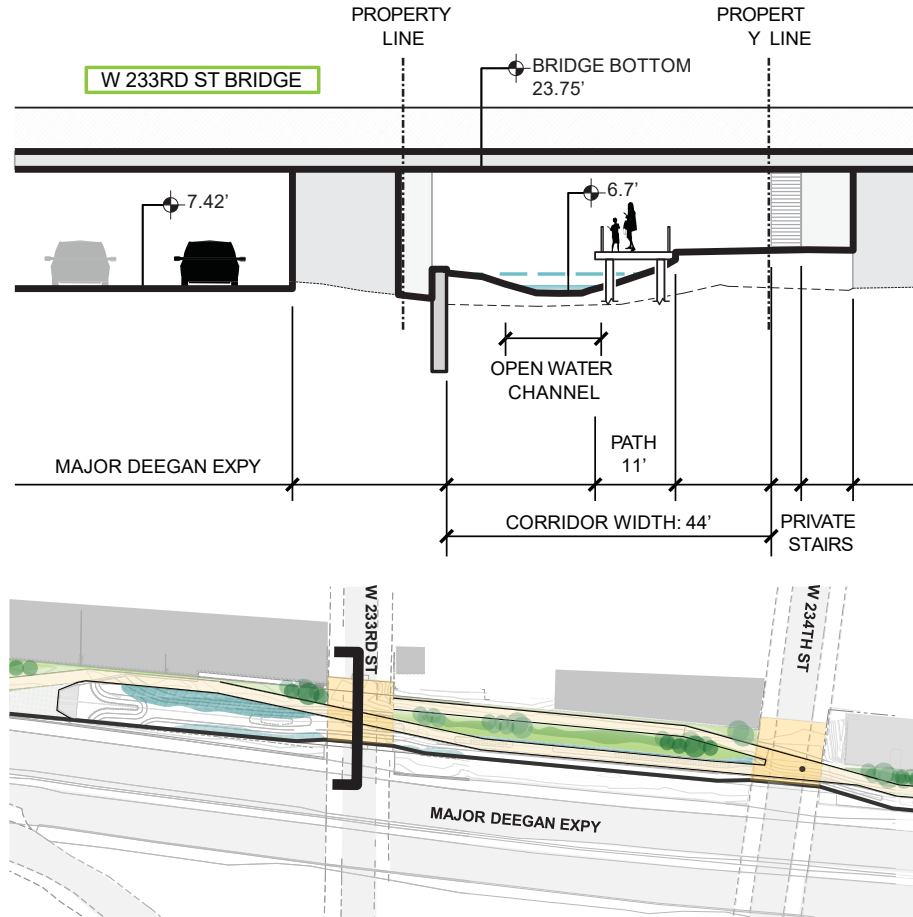 PROPERTY
LINE
PROPERT
Y LINE
W 233RD ST BRIDGE
BRIDGE BOTTOM
23.75’
7.42’
6.7’
OPEN WATER
CHANNEL
PATH
11’
MAJOR DEEGAN EXPY
CORRIDOR WIDTH: 44’
PRIVATE
STAIRS
W 233RD ST
W 234TH ST
MAJOR DEEGAN EXPY